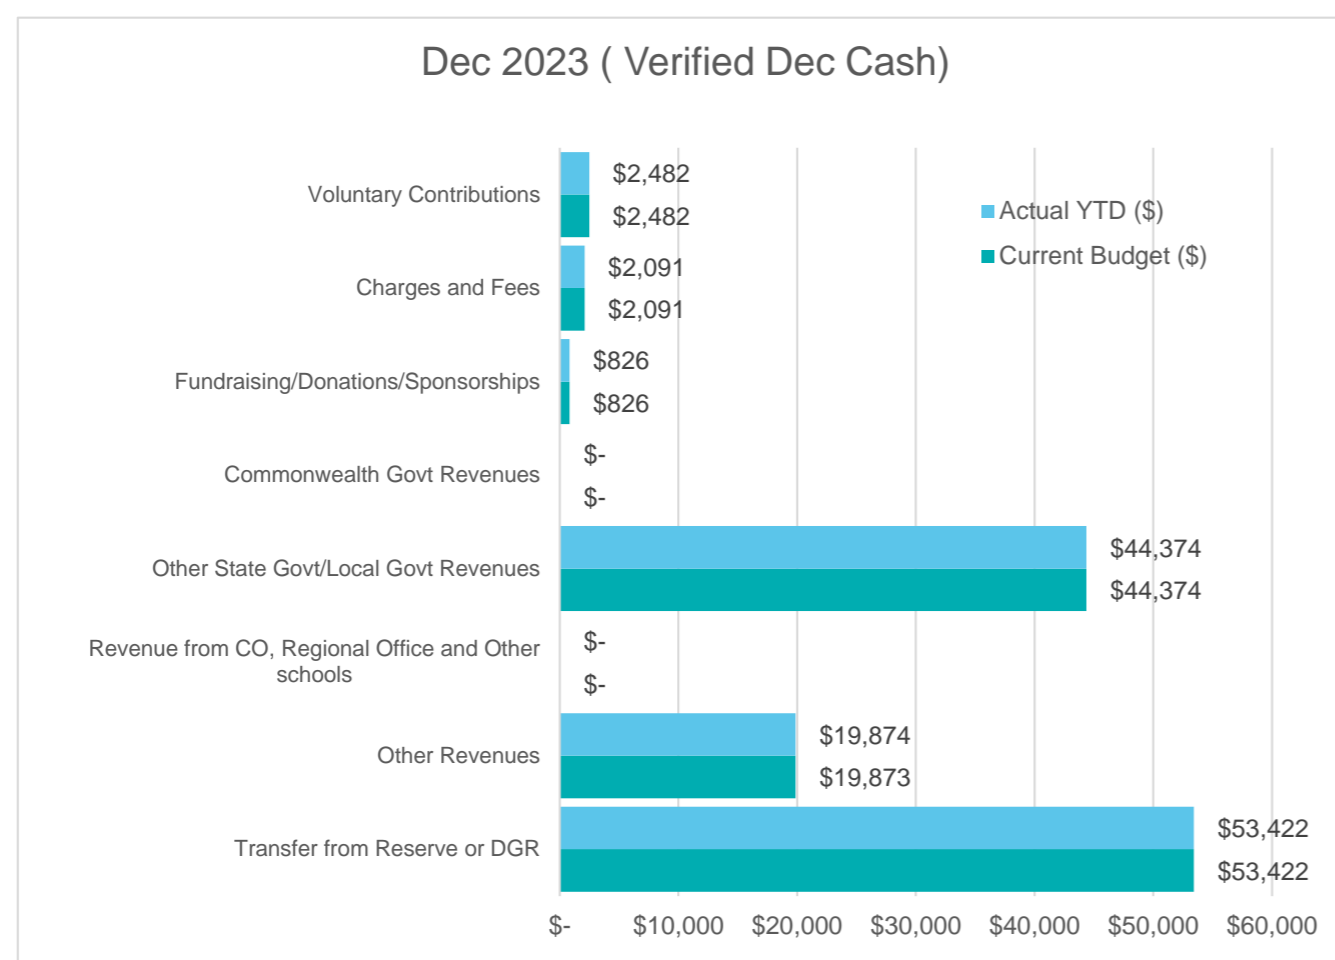 Dec 2023 ( Verified Dec Cash)
Actual YTD ($)
Current Budget ($)
Voluntary Contributions
$2,482
$2,482
Charges and Fees
$2,091
$2,091
Fundraising/Donations/Sponsorships
$826
$826
Commonwealth Govt Revenues
$-
$-
Other State Govt/Local Govt Revenues
$44,374
$44,374
Revenue from CO, Regional Office and Other
schools
$-
$-
Other Revenues
$19,874
$19,873
Transfer from Reserve or DGR
$53,422
$53,422
$- $10,000 $20,000 $30,000 $40,000 $50,000 $60,000